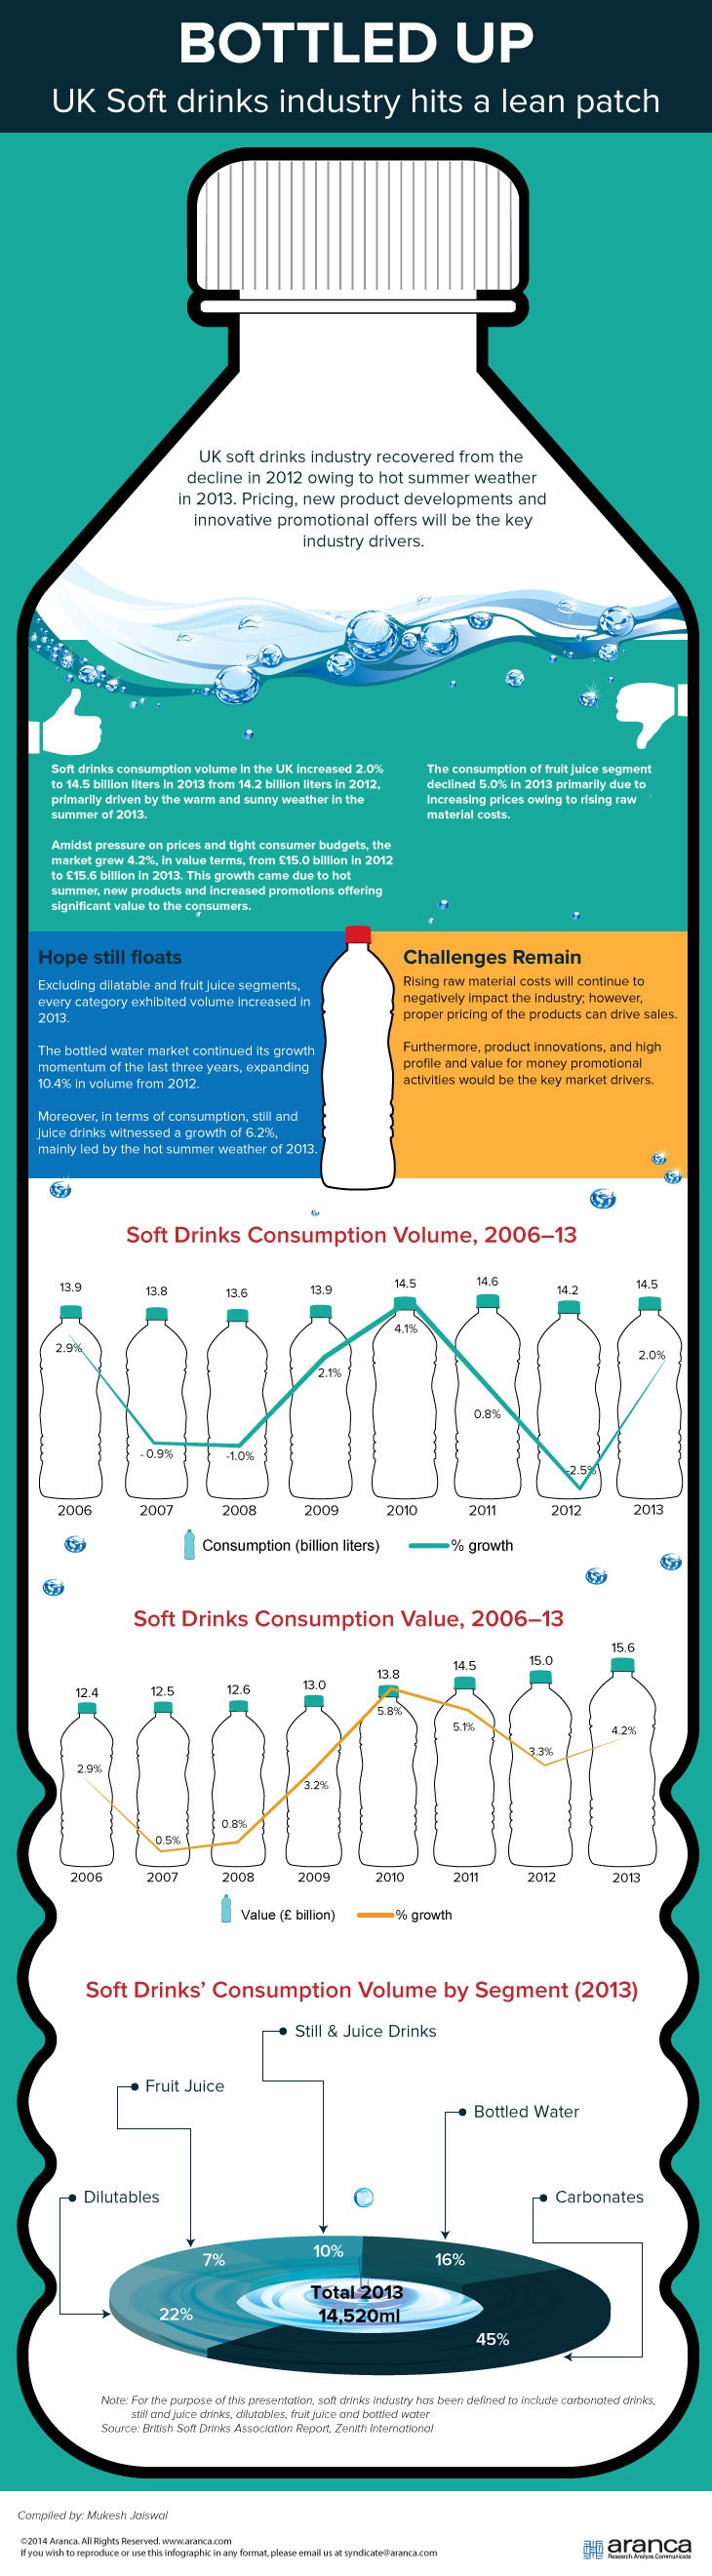 BOTTLED UP
UK Soft drinks industry hits a lean patch
UK soft drinks industry recovered from the
decline in 2012 owing to hot summer weather
in 2013. Pricing, new product developments and
innovative promotional offers will be the key
industry drivers.
Soft drinks consumption volume in the UK increased 2.0%
to 14.5 billion liters in 2013 from 14.2 billion liters in 2012,
primarily driven by the warm and sunny weather in the
summer of 2013.
Amidst pressure on prices and tight consumer budgets, the
market grew 4.2%, in value terms, from £15.0 billion in 2012
to £15.6 billion in 2013. This growth came due to hot
summer, new products and increased promotions offering
significant value to the consumers.
The consumption of fruit juice segment
declined 5.0% in 2013 primarily due to
increasing prices owing to rising raw
material costs.
Hope still floats
Excluding dilatable and fruit juice segments,
every category exhibited volume increased in
2013.
The bottled water market continued its growth
momentum of the last three years, expanding
10.4% in volume from 2012.
Moreover, in terms of consumption, still and
juice drinks witnessed a growth of 6.2%,
mainly led by the hot summer weather of 2013.
Challenges Remain
Rising raw material costs will continue to
negatively impact the industry; however,
proper pricing of the products can drive sales.
Furthermore, product innovations, and high
profile and value for money promotional
activities would be the key market drivers.
Soft Drinks Consumption Volume, 2006–13
13.9 13.8 13.6 13.9 14.5 14.6 14.2 14.5
2.9% -0.9% -1.0% 2.1% 4.1% 0.8% -2.5% 2.0%
2006 2007 2008 2009 2010 2011 2012 2013
Consumption (billion liters) % growth
Soft Drinks Consumption Value, 2006–13
12.4 12.5 12.6 13.0 13.8 14.5 15.0 15.6
2.9% 0.5% 0.8% 3.2% 5.8% 5.1% 3.3% 4.2%
2006 2007 2008 2009 2010 2011 2012 2013
Value (£ billion) % growth
Soft Drinks’ Consumption Volume by Segment (2013)
Still & Juice Drinks
Fruit Juice
Bottled Water
Dilutables
Carbonates
7% 10% 16%
22% 45%
Total 2013
14,520ml
Note: For the purpose of this presentation, soft drinks industry has been defined to include carbonated drinks,
still and juice drinks, dilutables, fruit juice and bottled water
Source: British Soft Drinks Association Report, Zenith International
Compiled by: Mukesh Jaiswal
©2014 Aranca. All Rights Reserved. www.aranca.com
If you wish to reproduce or use this infographic in any format, please email us at syndicate@aranca.com
aranca
Research.Analyze.Communicate